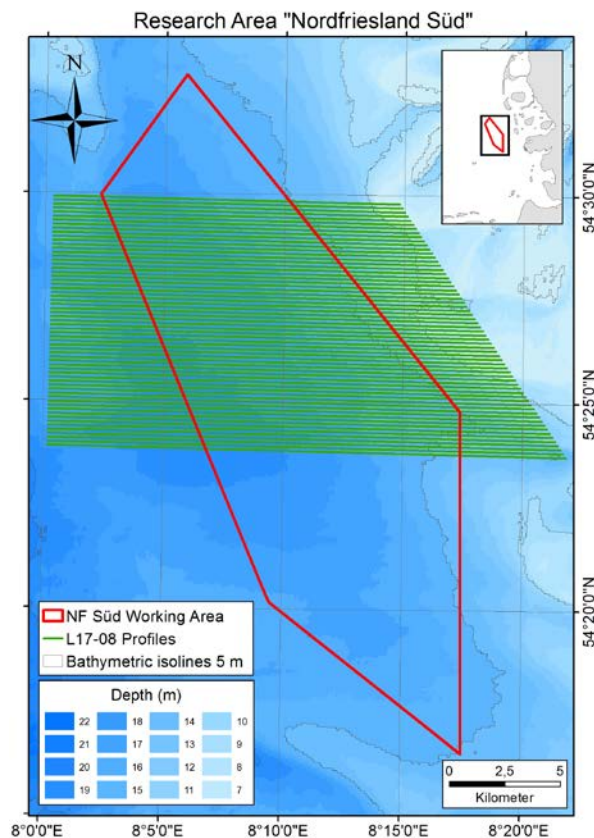 Research Area "Nordfriesland Süd"
N
54°30'0"N
54°25'0"N
54°20'0"N
NF Süd Working Area
L17-08 Profiles
Bathymetric isolines 5 m
Depth (m)
22 18 14 10
21 17 13 9
20 16 12 8
19 15 11 7
0 2,5 5
Kilometer
8°0'0"E 8°5'0"E 8°10'0"E 8°15'0"E 8°20'0"E